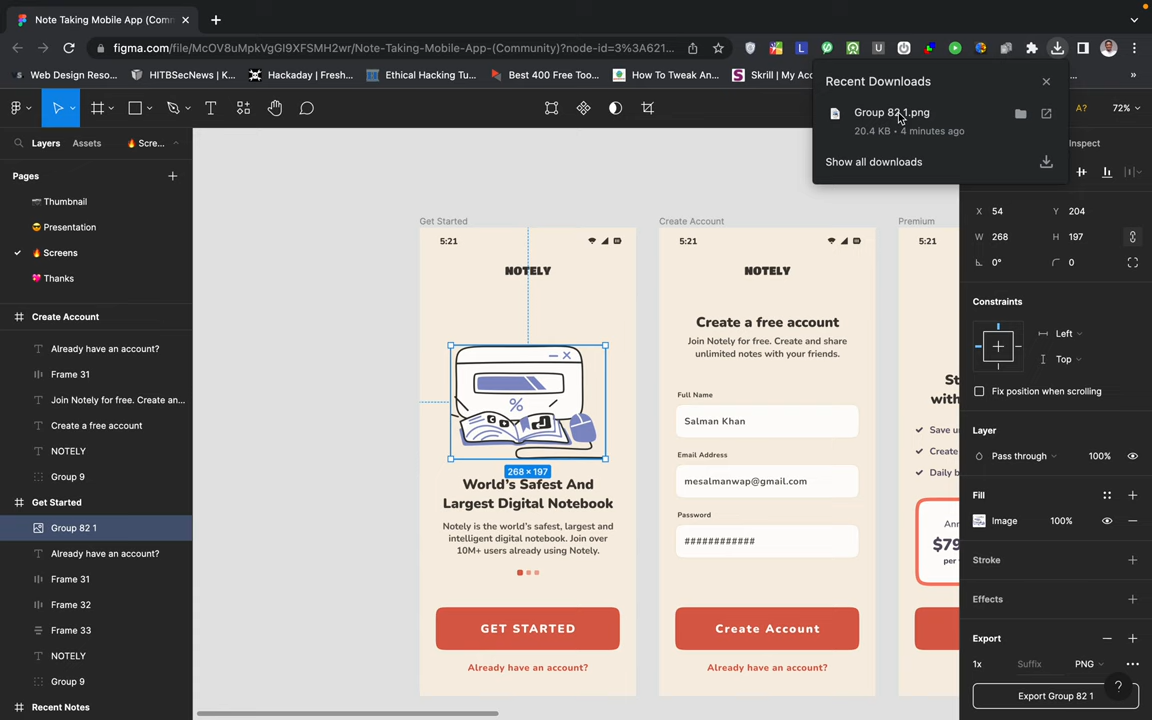 Note Taking Mobile App (Comm
figma.com/file/McOV8uMpkVgGI9XFSMH2wr/Note-Taking-Mobile-App-(Community)?node-id=3%3A621...
Web Design Reso...
HITBSecNews | K...
Hackaday | Fresh...
Ethical Hacking Tu...
Best 400 Free Too...
How To Tweak An...
Skrill | My Acc
»
Recent Downloads
Group 82 1.png
20.4 KB • 4 minutes ago
Show all downloads
A?
72%
Layers
Assets
🔥 Scre...
Inspect
Pages
Thumbnail
😎 Presentation
🔥 Screens
💖 Thanks
Create Account
Already have an account?
Frame 31
Join Notely for free. Create an...
Create a free account
NOTELY
Group 9
Get Started
Group 82 1
Already have an account?
Frame 31
Frame 32
Frame 33
NOTELY
Group 9
Recent Notes
Get Started
5:21
NOTELY
%
268 × 197
World's Safest And
Largest Digital Notebook
Notely is the world's safest, largest and
intelligent digital notebook. Join over
10M+ users already using Notely.
GET STARTED
Already have an account?
Create Account
5:21
NOTELY
Create a free account
Join Notely for free. Create and share
unlimited notes with your friends.
Full Name
Salman Khan
Email Address
mesalmanwap@gmail.com
Password
############
Create Account
Already have an account?
Premium
5:21
St
with
Save u
Create
Daily b
Ann
$79
per y
X 54
Y 204
W 268
H 197
0°
0
Constraints
Left
Top
Fix position when scrolling
Layer
Pass through
100%
Fill
Image
100%
Stroke
Effects
Export
1x
Suffix
PNG
Export Group 82 1
?